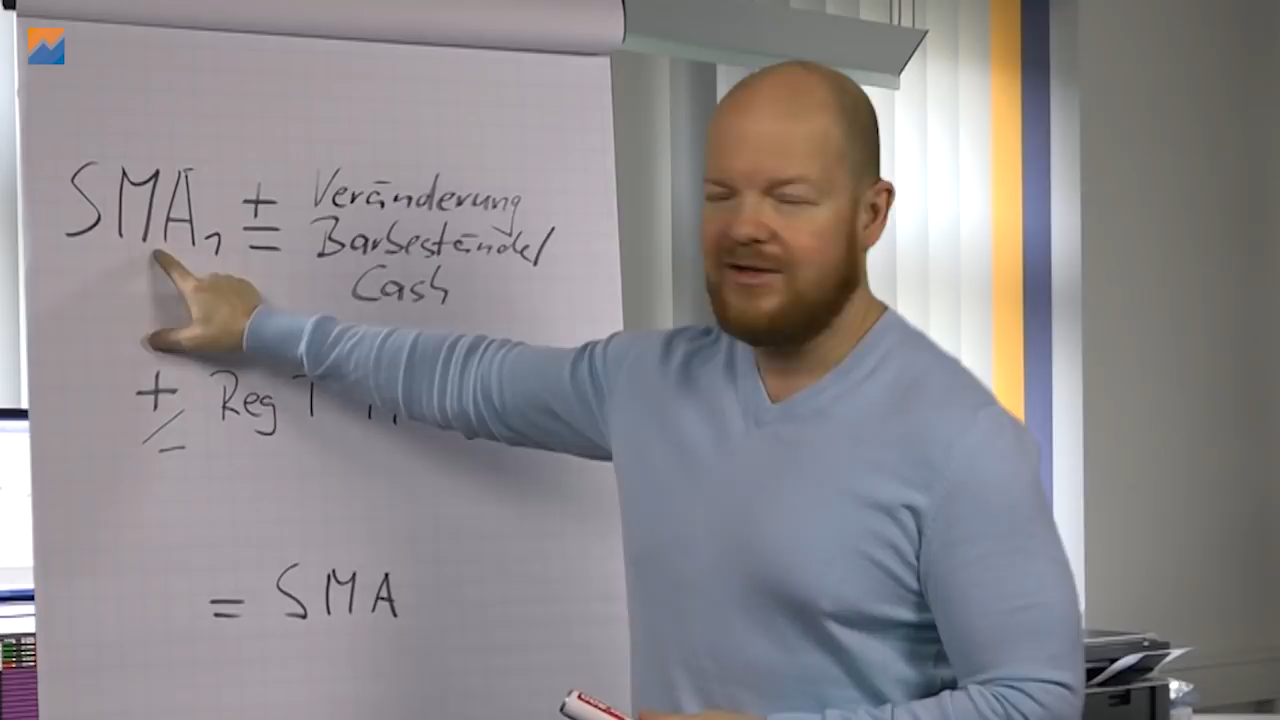 SMA₁ ± Veränderung
= Barbestände/
Cash
+/- Reg T
= SMA